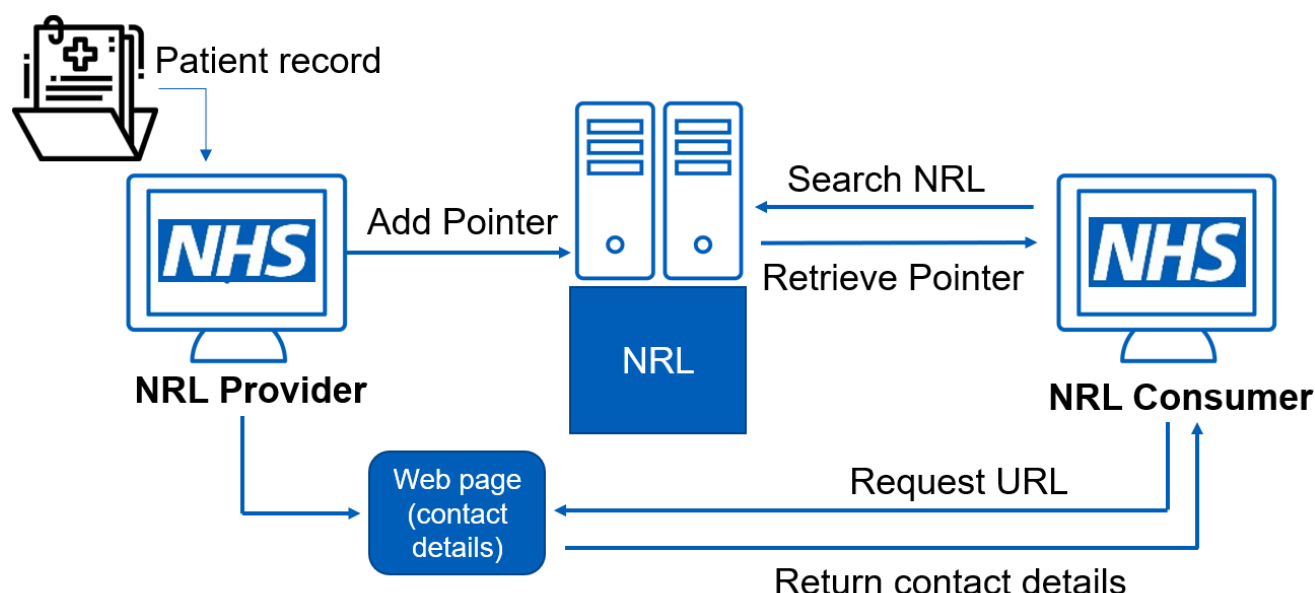 Patient record
NHS
Add Pointer
Search NRL
Retrieve Pointer
NHS
NRL
NRL Provider
NRL Consumer
Web page
(contact
details)
Request URL
Return contact details